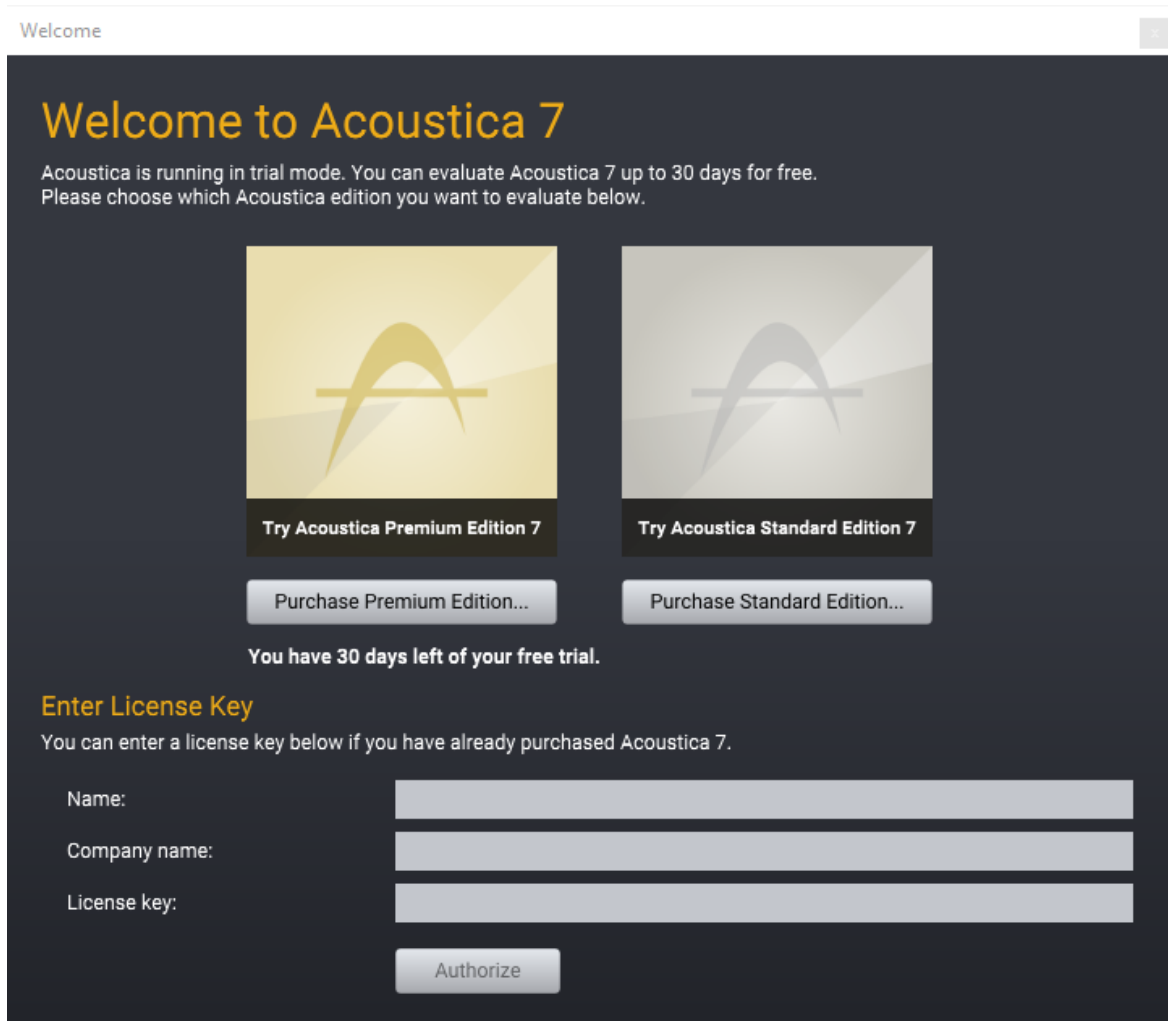 Welcome
x
Welcome to Acoustica 7
Acoustica is running in trial mode. You can evaluate Acoustica 7 up to 30 days for free.
Please choose which Acoustica edition you want to evaluate below.
Try Acoustica Premium Edition 7
Try Acoustica Standard Edition 7
Purchase Premium Edition...
Purchase Standard Edition...
You have 30 days left of your free trial.
Enter License Key
You can enter a license key below if you have already purchased Acoustica 7.
Name:
Company name:
License key:
Authorize